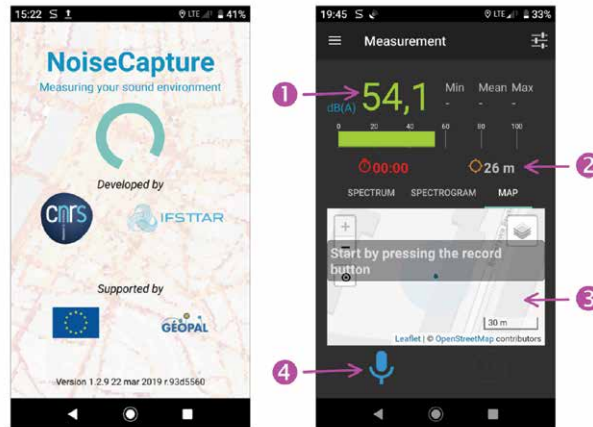 15:22 S LTE 41%
NoiseCapture
Measuring your sound environment
Developed by
cnrs
IFSTTAR
Supported by
GEOPAL
Version 1.2.9 22 mar 2019 r.93d5560
19:45 S LTE 33%
Measurement
1
dB(A) 54,1
Min Mean Max
- - -
0 20 40 60 80 100
00:00
26 m
2
SPECTRUM SPECTROGRAM MAP
+
Start by pressing the record
button
-
3
30 m
Leaflet | © OpenStreetMap contributors
4